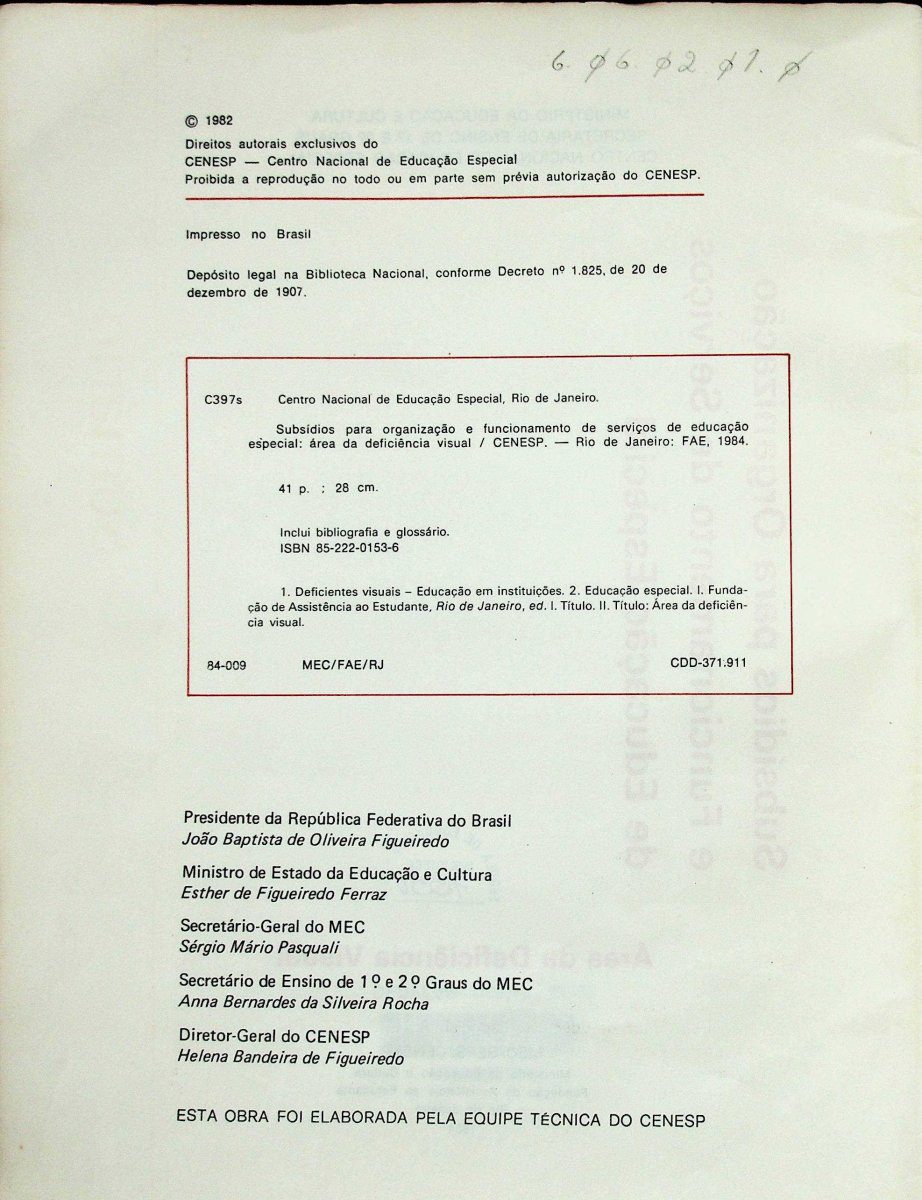 6 06 02 01. 0
© 1982
Direitos autorais exclusivos do
CENESP — Centro Nacional de Educação Especial
Proibida a reprodução no todo ou em parte sem prévia autorização do CENESP.
Impresso no Brasil
Depósito legal na Biblioteca Nacional, conforme Decreto nº 1.825, de 20 de
dezembro de 1907.
C397s Centro Nacional de Educação Especial, Rio de Janeiro.
Subsídios para organização e funcionamento de serviços de educação
especial: área da deficiência visual / CENESP. — Rio de Janeiro: FAE, 1984.
41 p. ; 28 cm.
Inclui bibliografia e glossário.
ISBN 85-222-0153-6
1. Deficientes visuais – Educação em instituições. 2. Educação especial. I. Funda-
ção de Assistência ao Estudante, Rio de Janeiro, ed. I. Título. II. Título: Área da deficiên-
cia visual.
84-009 MEC/FAE/RJ CDD-371.911
Presidente da República Federativa do Brasil
João Baptista de Oliveira Figueiredo
Ministro de Estado da Educação e Cultura
Esther de Figueiredo Ferraz
Secretário-Geral do MEC
Sérgio Mário Pasquali
Secretário de Ensino de 1º e 2º Graus do MEC
Anna Bernardes da Silveira Rocha
Diretor-Geral do CENESP
Helena Bandeira de Figueiredo
ESTA OBRA FOI ELABORADA PELA EQUIPE TÉCNICA DO CENESP